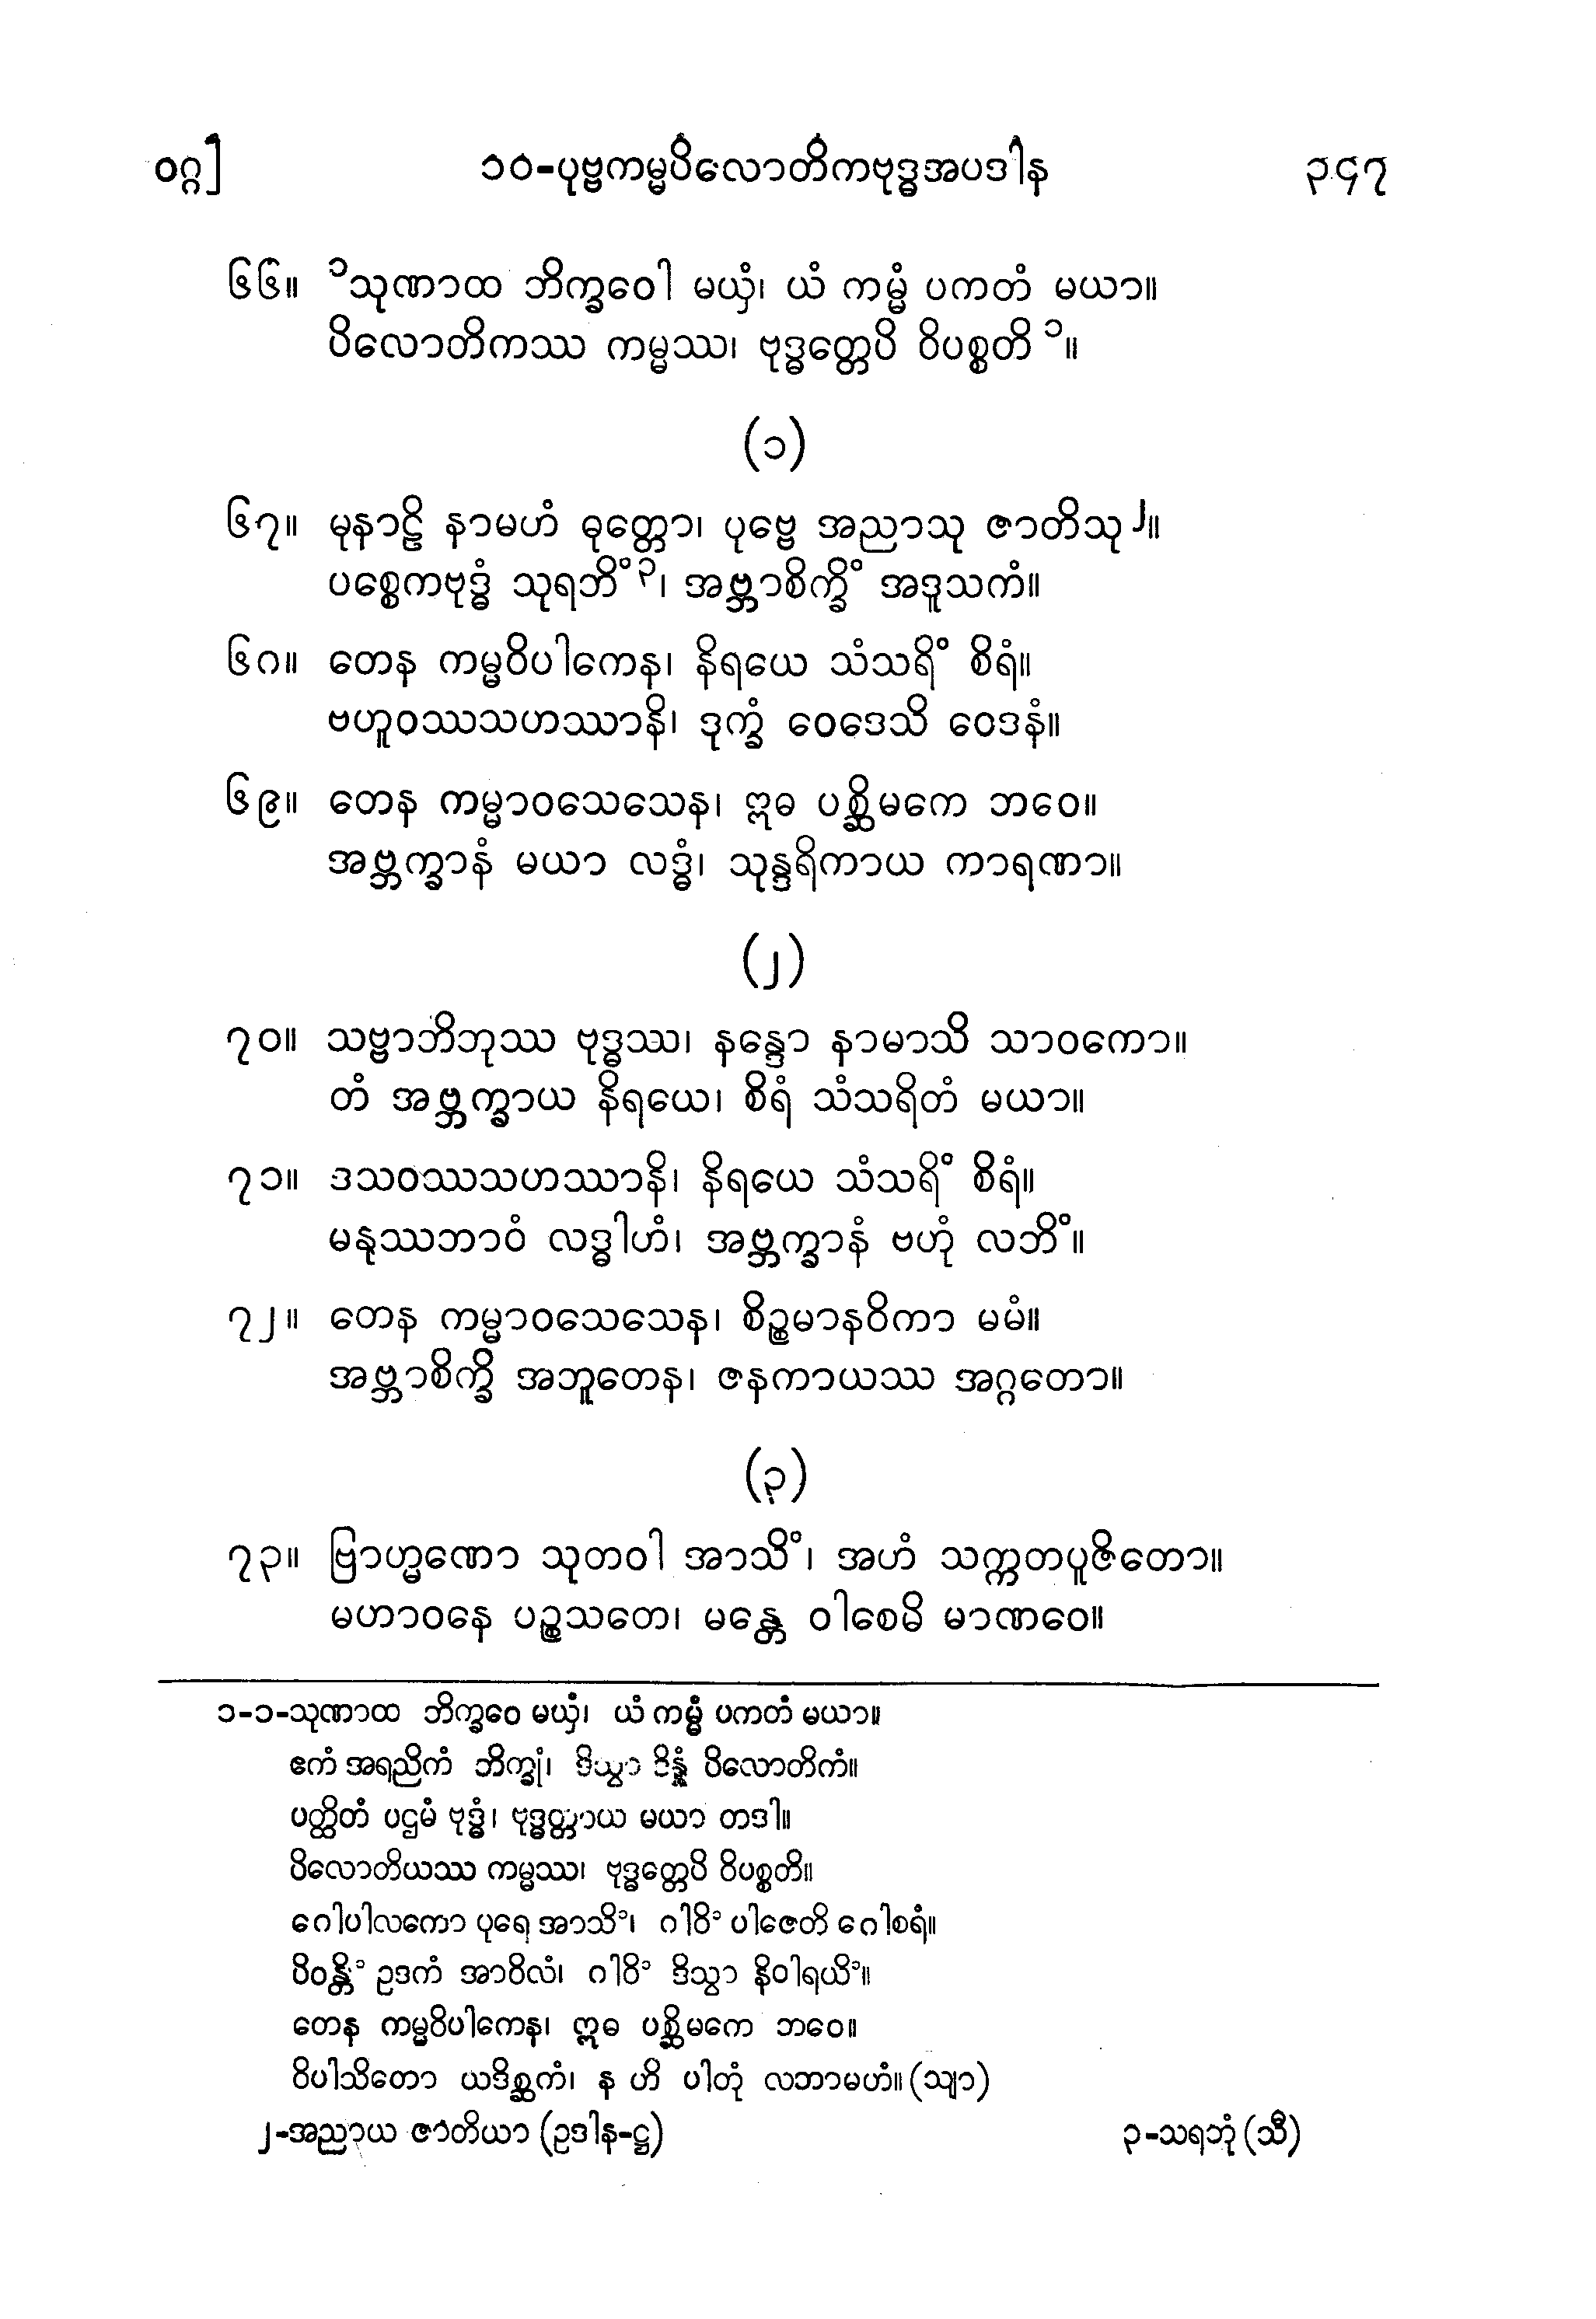 ဝဂ္ဂ] ၁၀-ပုဗ္ဗကမ္မပိလောတိကဗုဒ္ဓအပဒါန ၃၄၇
၆၆။ ၁သုဏာထ ဘိက္ခဝေါ မယှံ၊ ယံ ကမ္မံ ပကတံ မယာ။
ပိလောတိကဿ ကမ္မဿ၊ ဗုဒ္ဓတ္တေပိ ဝိပစ္စတိ ၁။
(၁)
၆၇။ မုနာဠိ နာမဟံ ဓုတ္တော၊ ပုဗ္ဗေ အညာသု ဇာတိသု၂။
ပစ္စေကဗုဒ္ဓံ သုရဘိံ၃၊ အဗ္ဘာစိက္ခိံ အဒူသကံ။
၆၈။ တေန ကမ္မဝိပါကေန၊ နိရယေ သံသရိံ စိရံ။
ဗဟူဝဿသဟဿာနိ၊ ဒုက္ခံ ဝေဒေသိ ဝေဒနံ။
၆၉။ တေန ကမ္မာဝသေသေန၊ ဣဓ ပစ္ဆိမကေ ဘဝေ။
အဗ္ဘက္ခာနံ မယာ လဒ္ဓံ၊ သုန္ဒရိကာယ ကာရဏာ။
(၂)
၇၀။ သဗ္ဗာဘိဘုဿ ဗုဒ္ဓဿ၊ နန္ဒော နာမာသိ သာဝကော။
တံ အဗ္ဘက္ခာယ နိရယေ၊ စိရံ သံသရိတံ မယာ။
၇၁။ ဒသဝဿသဟဿာနိ၊ နိရယေ သံသရိံ စိရံ။
မနုဿဘာဝံ လဒ္ဓါဟံ၊ အဗ္ဘက္ခာနံ ဗဟုံ လဘိံ။
၇၂။ တေန ကမ္မာဝသေသေန၊ စိဉ္စမာနဝိကာ မမံ။
အဗ္ဘာစိက္ခိ အဘူတေန၊ ဇနကာယဿ အဂ္ဂတော။
(၃)
၇၃။ ဗြာဟ္မဏော သုတဝါ အာသိံ၊ အဟံ သက္ကတပူဇိတော။
မဟာဝနေ ပဉ္စသတေ၊ မန္တေ ဝါစေမိ မာဏဝေ။
၁-၁-သုဏာထ ဘိက္ခဝေ မယှံ၊ ယံ ကမ္မံ ပကတံ မယာ။
ဧကံ အရညိကံ ဘိက္ခုံ၊ ဒိသွာ ဒိန္နံ ပိလောတိကံ။
ပတ္ထိတံ ပဌမံ ဗုဒ္ဓံ၊ ဗုဒ္ဓတ္တာယ မယာ တဒါ။
ပိလောတိယဿ ကမ္မဿ၊ ဗုဒ္ဓတ္တေပိ ဝိပစ္စတိ။
ဂေါပါလကော ပုရေ အာသိံ၊ ဂါဝိံ ပါဇေတိ ဂေါစရံ။
ပိဝန္တိံ ဥဒကံ အာဝိလံ၊ ဂါဝိံ ဒိသွာ နိဝါရယိံ။
တေန ကမ္မဝိပါကေန၊ ဣဓ ပစ္ဆိမကေ ဘဝေ။
ဝိပါသိတော ယဒိစ္ဆကံ၊ န ဟိ ပါတုံ လဘာမဟံ။ (သျာ)
၂-အညာယ ဇာတိယာ (ဥဒါန-ဋ္ဌ) ၃-သရဘုံ (သီ)